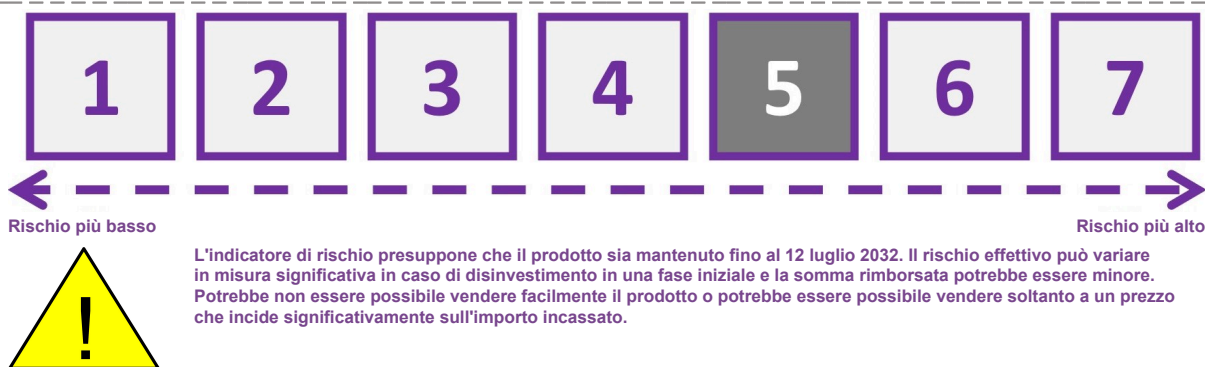 1 2 3 4 5 6 7
Rischio più basso Rischio più alto
!
L'indicatore di rischio presuppone che il prodotto sia mantenuto fino al 12 luglio 2032. Il rischio effettivo può variare
in misura significativa in caso di disinvestimento in una fase iniziale e la somma rimborsata potrebbe essere minore.
Potrebbe non essere possibile vendere facilmente il prodotto o potrebbe essere possibile vendere soltanto a un prezzo
che incide significativamente sull'importo incassato.